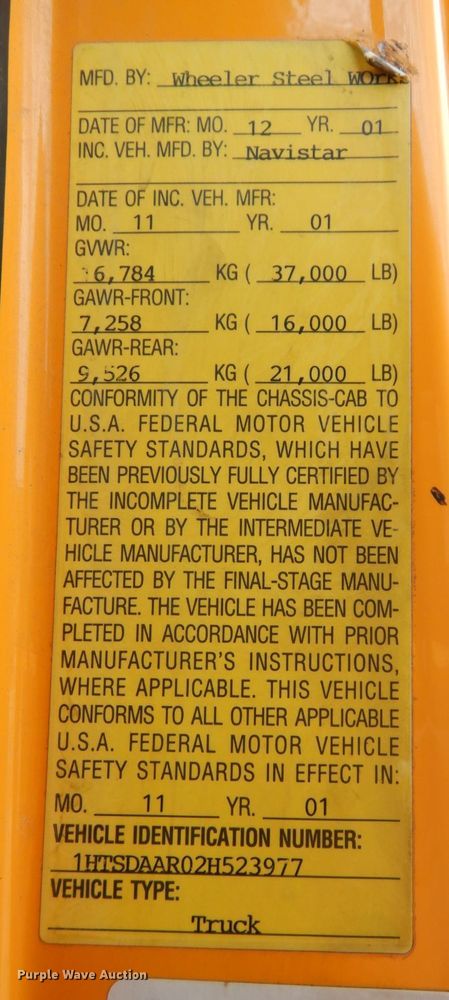 MFD. BY: Wheeler Steel Works
DATE OF MFR: MO. 12 YR. 01
INC. VEH. MFD. BY: Navistar
DATE OF INC. VEH. MFR:
MO. 11 YR. 01
GVWR:
16,784 KG ( 37,000 LB)
GAWR-FRONT:
7,258 KG ( 16,000 LB)
GAWR-REAR:
9,526 KG ( 21,000 LB)
CONFORMITY OF THE CHASSIS-CAB TO
U.S.A. FEDERAL MOTOR VEHICLE
SAFETY STANDARDS, WHICH HAVE
BEEN PREVIOUSLY FULLY CERTIFIED BY
THE INCOMPLETE VEHICLE MANUFAC-
TURER OR BY THE INTERMEDIATE VE-
HICLE MANUFACTURER, HAS NOT BEEN
AFFECTED BY THE FINAL-STAGE MANU-
FACTURE. THE VEHICLE HAS BEEN COM-
PLETED IN ACCORDANCE WITH PRIOR
MANUFACTURER'S INSTRUCTIONS,
WHERE APPLICABLE. THIS VEHICLE
CONFORMS TO ALL OTHER APPLICABLE
U.S.A. FEDERAL MOTOR VEHICLE
SAFETY STANDARDS IN EFFECT IN:
MO. 11 YR. 01
VEHICLE IDENTIFICATION NUMBER:
1HTSDAAR02H523977
VEHICLE TYPE:
Truck
Purple Wave Auction